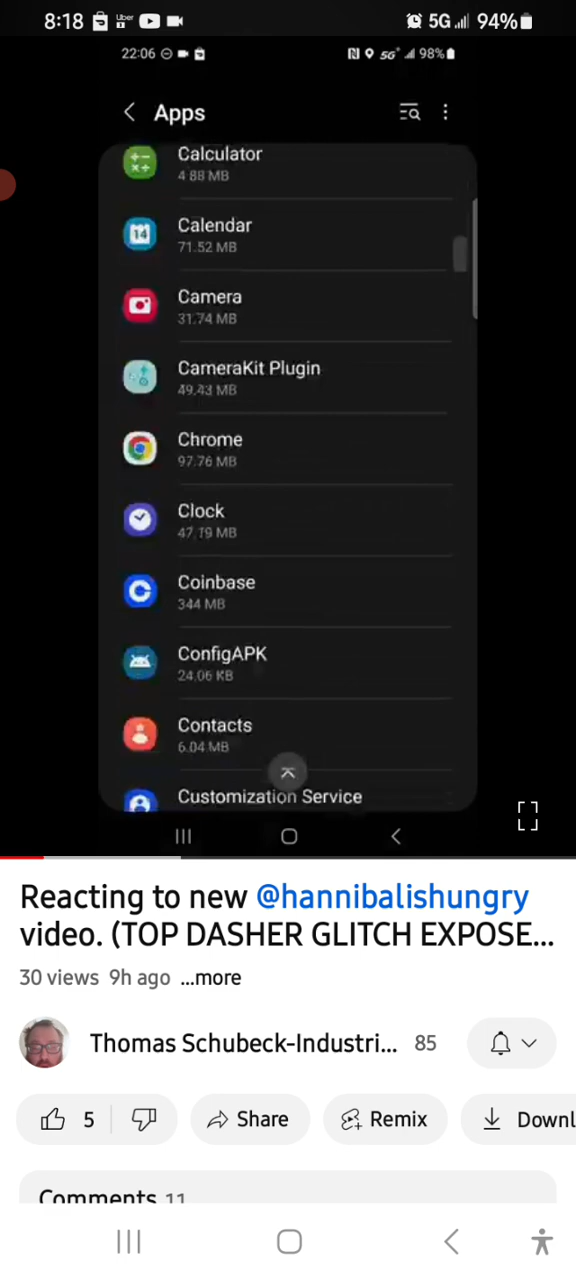 8:18 Uber 5G 94%
22:06 5G+ 98%
Apps
Calculator
4.88 MB
14
Calendar
71.52 MB
Camera
31.74 MB
CameraKit Plugin
49.43 MB
Chrome
97.76 MB
Clock
47.19 MB
Coinbase
344 MB
ConfigAPK
24.06 KB
Contacts
6.04 MB
Customization Service
Reacting to new @hannibalishungry
video. (TOP DASHER GLITCH EXPOSE...
30 views 9h ago ...more
Thomas Schubeck-Industri... 85
5 Share Remix Downl
Comments 11